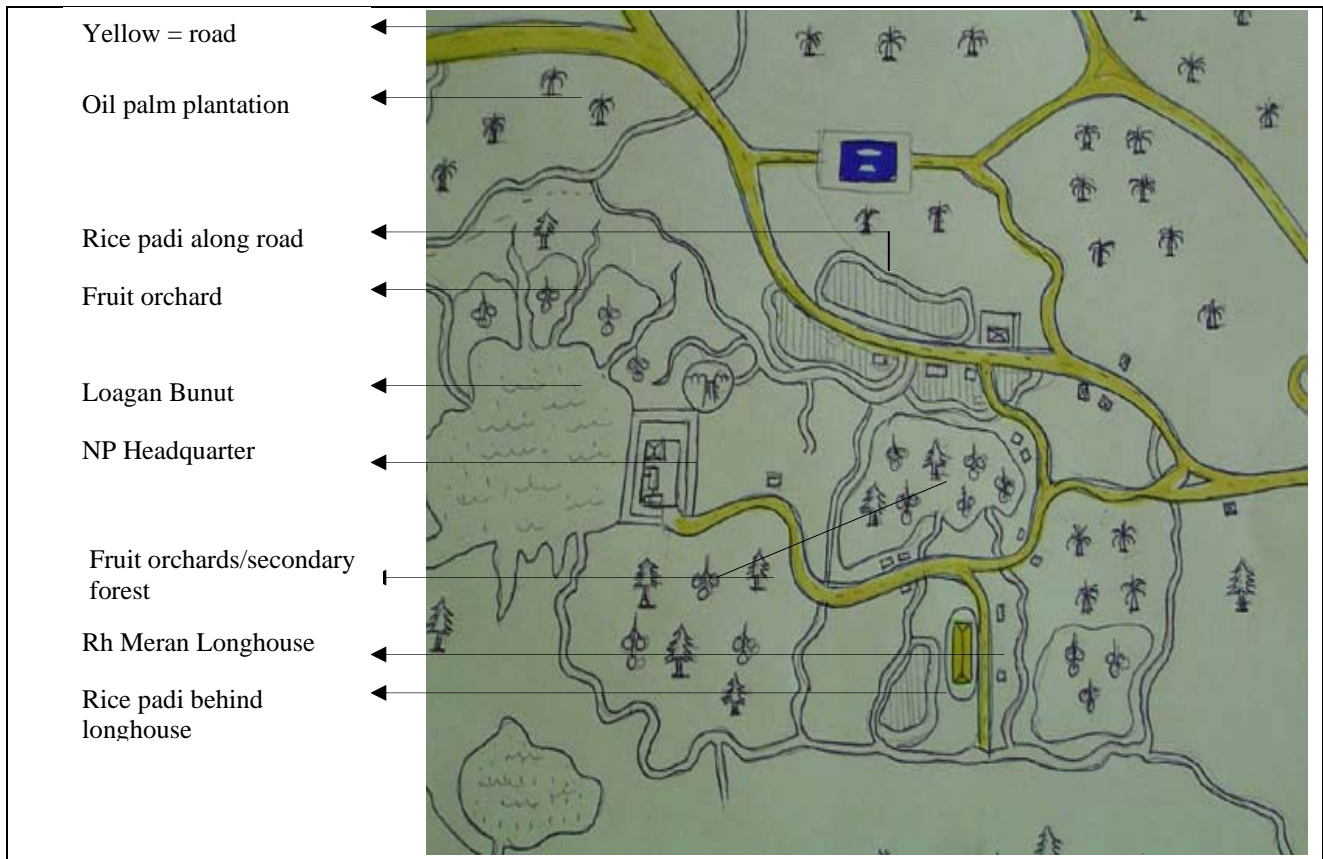 Yellow = road
Oil palm plantation
Rice padi along road
Fruit orchard
Loagan Bunut
NP Headquarter
Fruit orchards/secondary
forest
Rh Meran Longhouse
Rice padi behind
longhouse